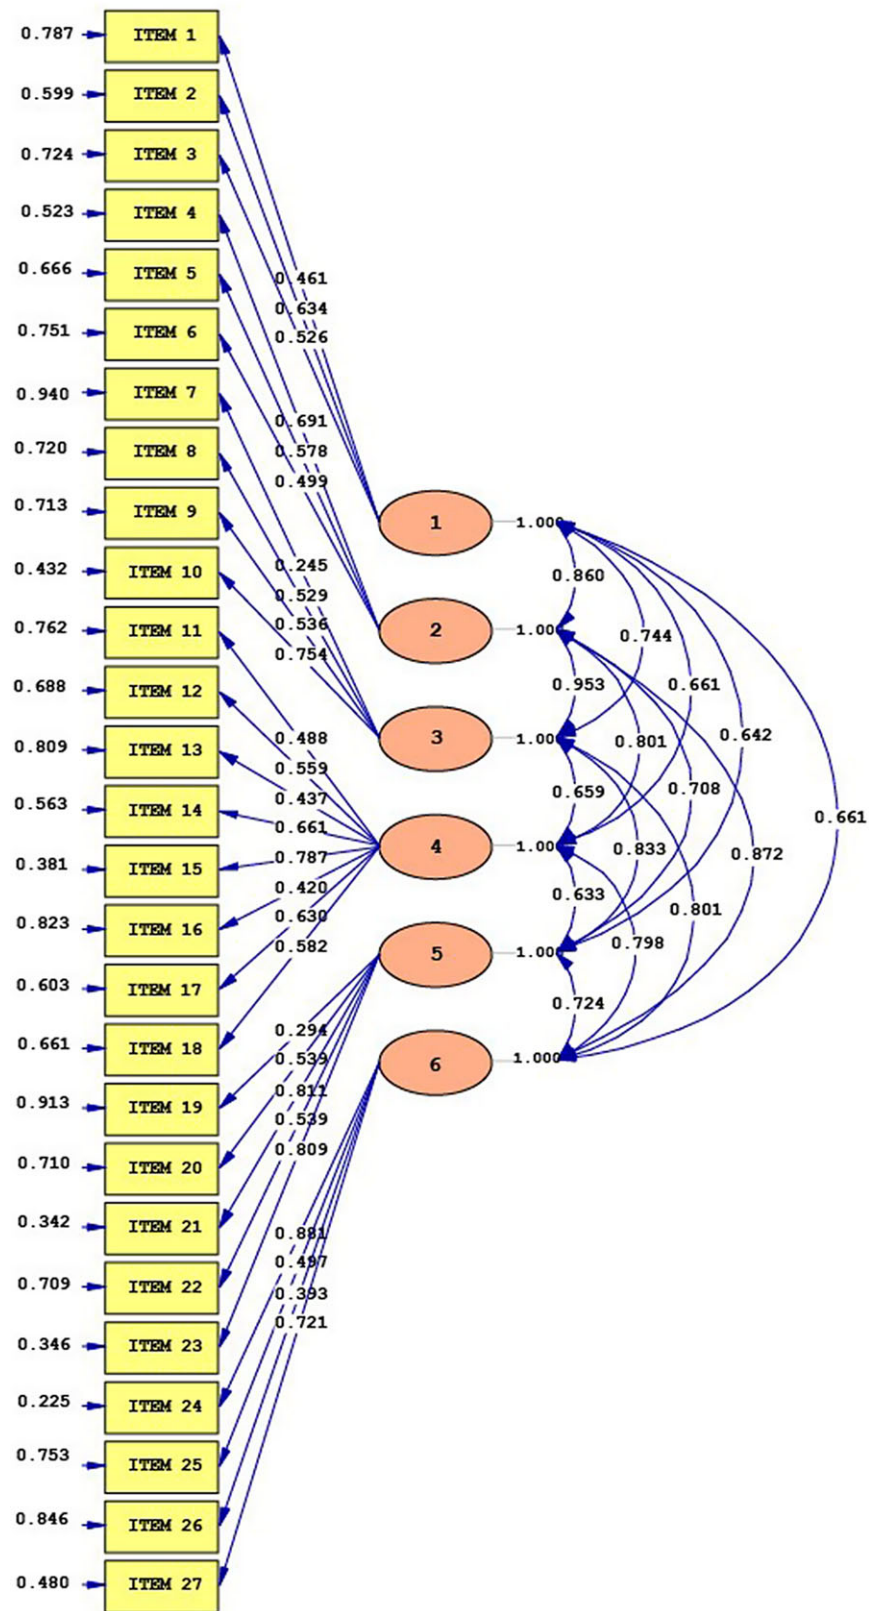 0.787 ITEM 1
0.599 ITEM 2
0.724 ITEM 3
0.523 ITEM 4
0.666 ITEM 5
0.751 ITEM 6
0.940 ITEM 7
0.720 ITEM 8
0.713 ITEM 9
0.432 ITEM 10
0.762 ITEM 11
0.688 ITEM 12
0.809 ITEM 13
0.563 ITEM 14
0.381 ITEM 15
0.823 ITEM 16
0.603 ITEM 17
0.661 ITEM 18
0.913 ITEM 19
0.710 ITEM 20
0.342 ITEM 21
0.709 ITEM 22
0.346 ITEM 23
0.225 ITEM 24
0.753 ITEM 25
0.846 ITEM 26
0.480 ITEM 27
0.461
0.634
0.526
0.691
0.578
0.499
0.245
0.529
0.536
0.754
0.488
0.559
0.437
0.661
0.787
0.420
0.630
0.582
0.294
0.539
0.811
0.539
0.809
0.881
0.497
0.393
0.721
1 1.000
2 1.000
3 1.000
4 1.000
5 1.000
6 1.000
0.860
0.744
0.953
0.661
0.642
0.801
0.659
0.708
0.661
0.833
0.872
0.633
0.801
0.798
0.724